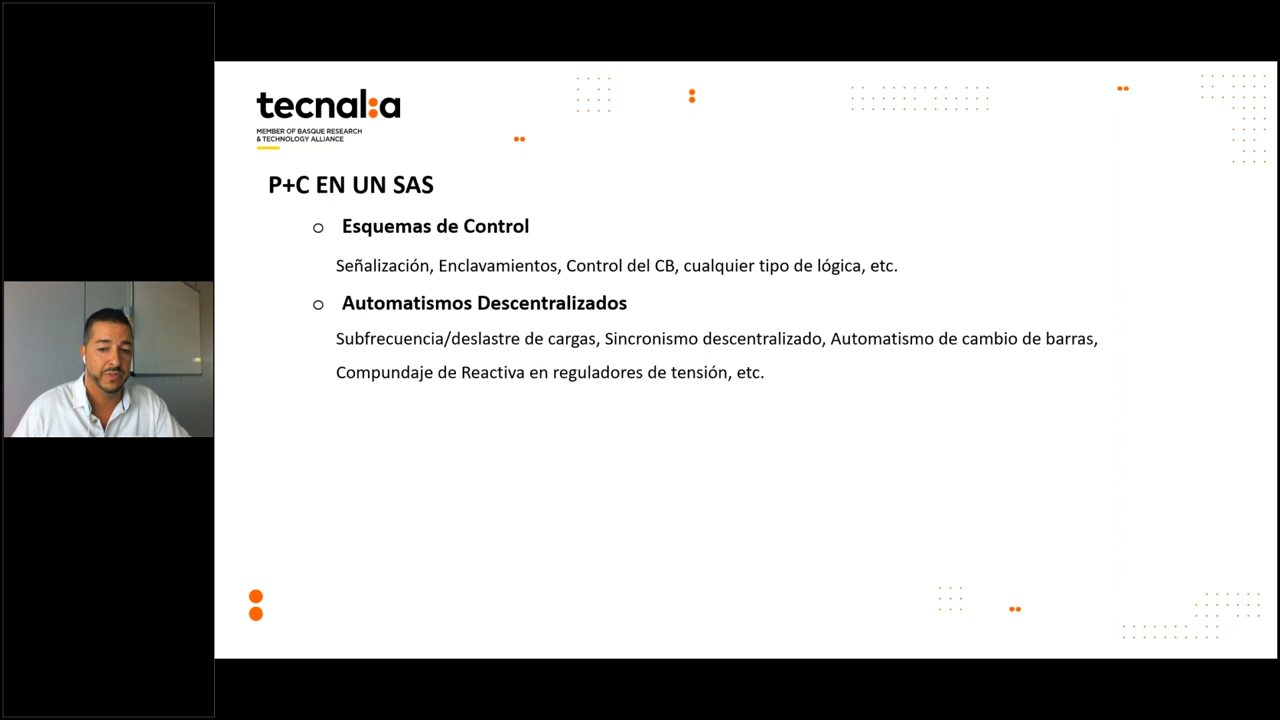 tecnal:a
MEMBER OF BASQUE RESEARCH
& TECHNOLOGY ALLIANCE
P+C EN UN SAS
o Esquemas de Control
Señalización, Enclavamientos, Control del CB, cualquier tipo de lógica, etc.
o Automatismos Descentralizados
Subfrecuencia/deslastre de cargas, Sincronismo descentralizado, Automatismo de cambio de barras,
Compundaje de Reactiva en reguladores de tensión, etc.